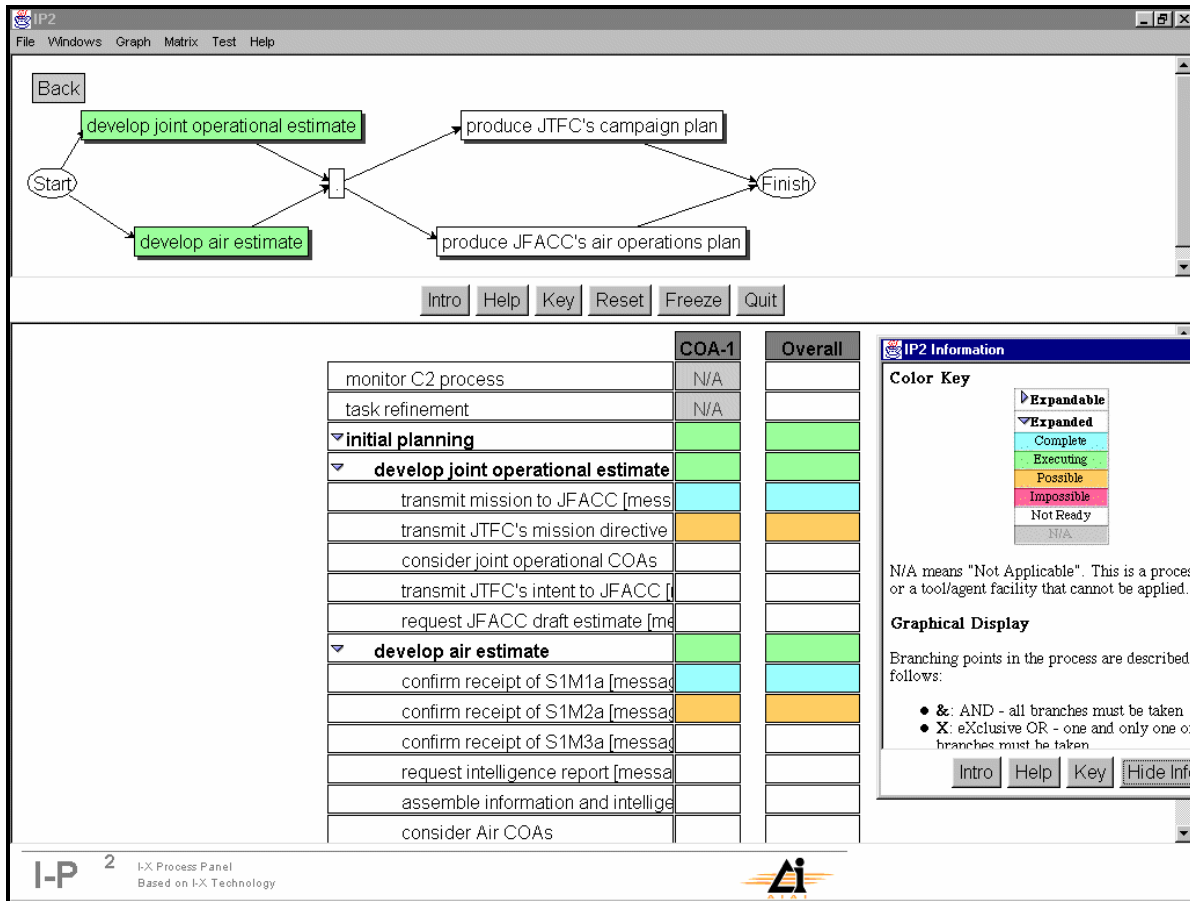 IP2
File Windows Graph Matrix Test Help
Back
develop joint operational estimate
produce JTFC's campaign plan
Start
.
Finish
develop air estimate
produce JFACC's air operations plan
Intro Help Key Reset Freeze Quit
COA-1 Overall
monitor C2 process N/A
task refinement N/A
initial planning
develop joint operational estimate
transmit mission to JFACC [mess
transmit JTFC's mission directive
consider joint operational COAs
transmit JTFC's intent to JFACC [
request JFACC draft estimate [me
develop air estimate
confirm receipt of S1M1a [messag
confirm receipt of S1M2a [messag
confirm receipt of S1M3a [messag
request intelligence report [messa
assemble information and intellige
consider Air COAs
IP2 Information
Color Key
Expandable
Expanded
Complete
Executing
Possible
Impossible
Not Ready
N/A
N/A means "Not Applicable". This is a proces
or a tool/agent facility that cannot be applied.
Graphical Display
Branching points in the process are described
follows:
&: AND - all branches must be taken
X: eXclusive OR - one and only one o
branches must be taken
Intro Help Key Hide Inf
I-P 2
I-X Process Panel
Based on I-X Technology
Ai
AIAI